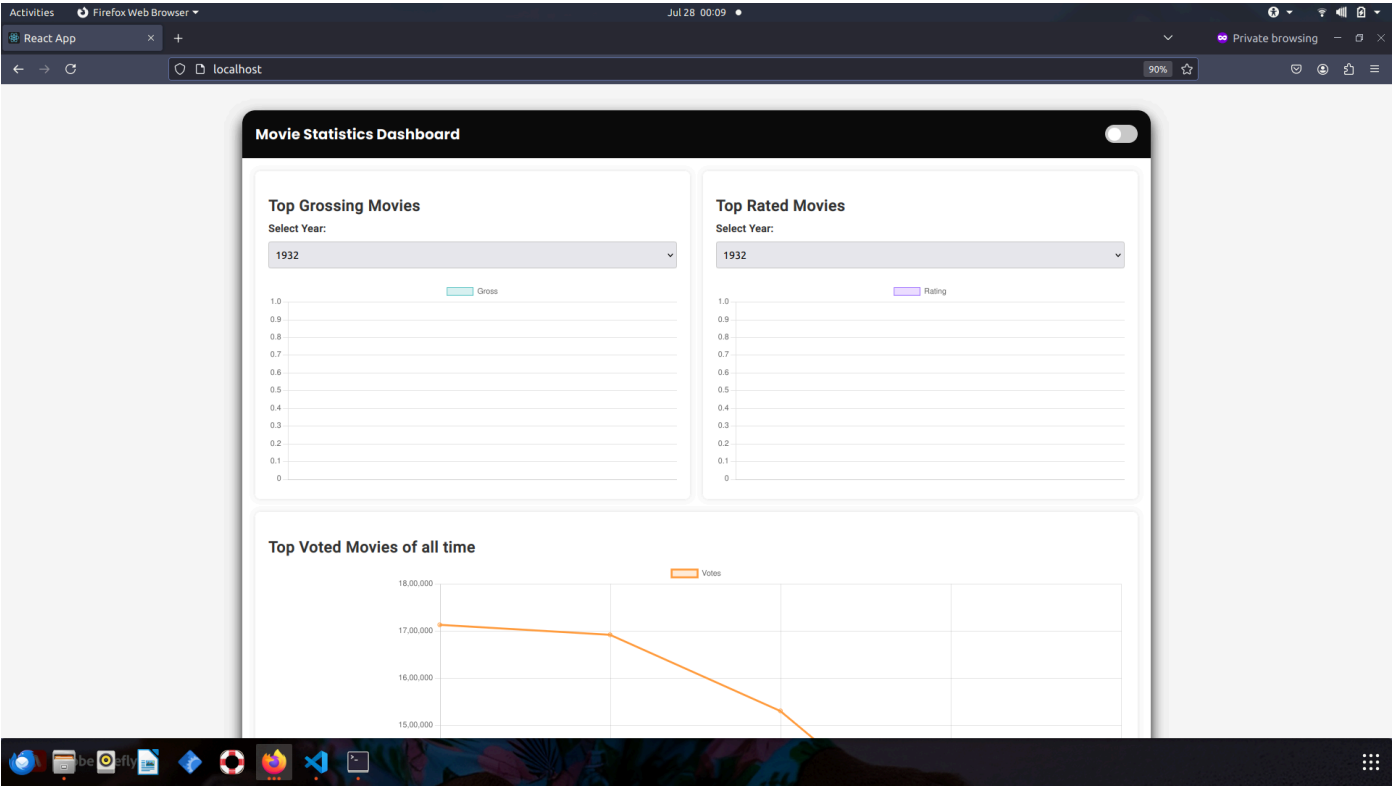 Activities Firefox Web Browser Jul 28 00:09
React App Private browsing
localhost 90%
Movie Statistics Dashboard
Top Grossing Movies
Select Year:
1932
Gross
1.0
0.9
0.8
0.7
0.6
0.5
0.4
0.3
0.2
0.1
0
Top Rated Movies
Select Year:
1932
Rating
1.0
0.9
0.8
0.7
0.6
0.5
0.4
0.3
0.2
0.1
0
Top Voted Movies of all time
Votes
18,00,000
17,00,000
16,00,000
15,00,000